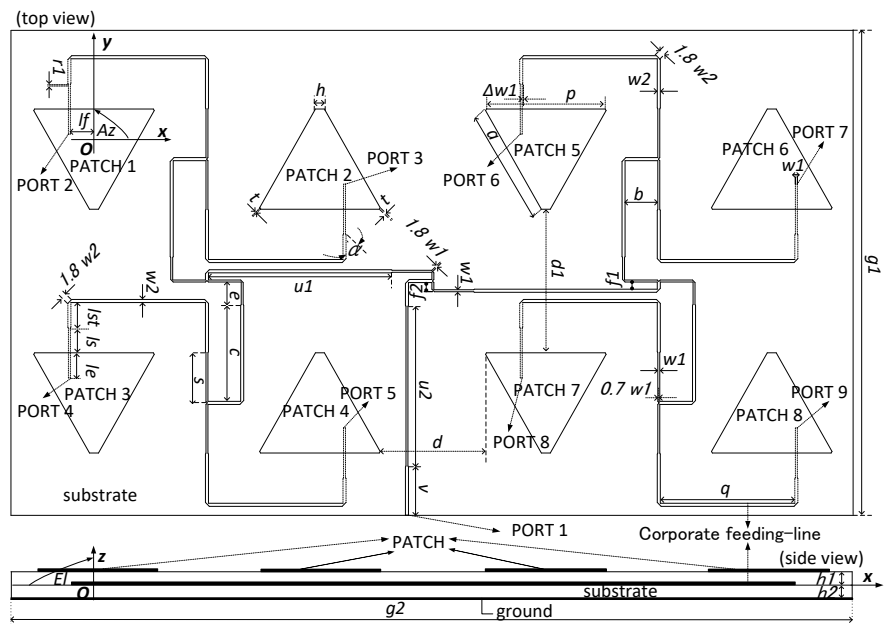 (top view)
y
r1
lf
Az
x
O
PATCH 1
PORT 2
h
PATCH 2
PORT 3
t
t
α
Δw1
p
a
PATCH 5
PORT 6
w2
1.8 w2
PATCH 6
PORT 7
w1
b
g1
1.8 w2
w2
u1
e
f2
1.8 w1
w1
d1
f1
lst
ls
le
PATCH 3
PORT 4
s
c
PATCH 4
PORT 5
u2
d
PATCH 7
PORT 8
w1
0.7 w1
PATCH 8
PORT 9
v
q
substrate
PORT 1
Corporate feeding-line
PATCH
(side view)
z
El
O
x
h1
substrate
h2
g2
ground